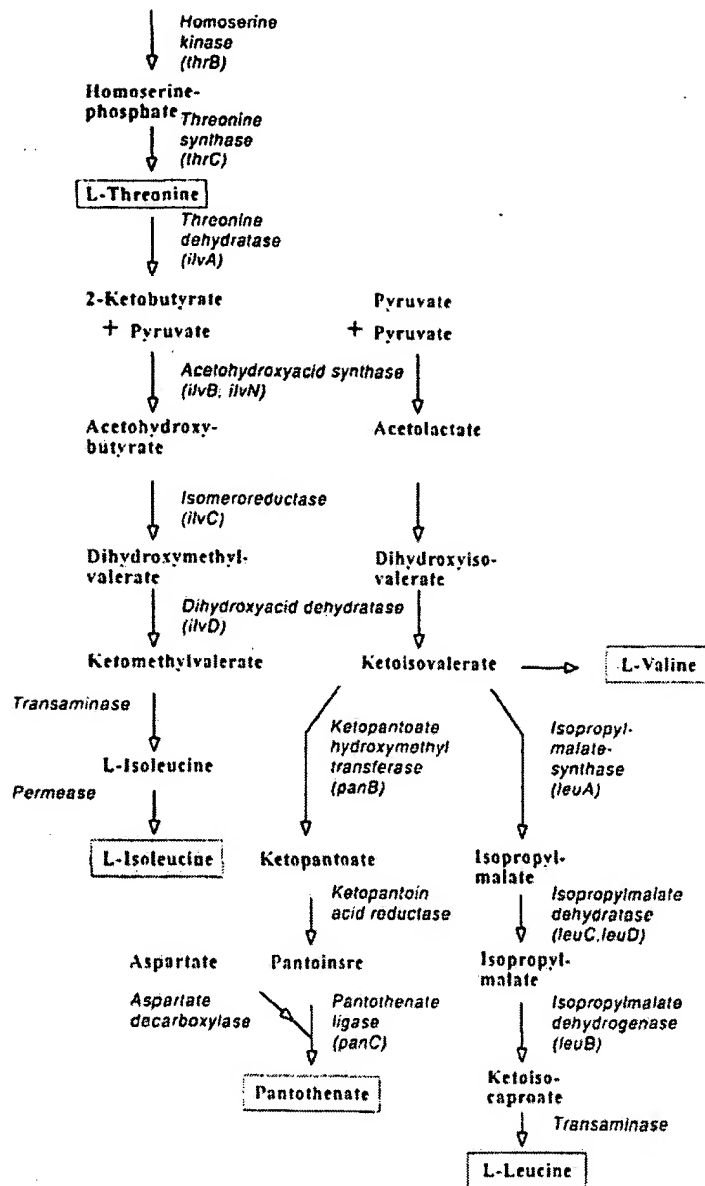 Homoserine
kinase
(thrB)
Homoserine-
phosphate
Threonine
synthase
(thrC)
L-Threonine
Threonine
dehydratase
(ilvA)
2-Ketobutyrate
+ Pyruvate
Pyruvate
+ Pyruvate
Acetohydroxyacid synthase
(ilvB, ilvN)
Acetohydroxy-
butyrate
Acetolactate
Isomeroreductase
(ilvC)
Dihydroxymethyl-
valerate
Dihydroxyiso-
valerate
Dihydroxyacid dehydratase
(ilvD)
Ketomethylvalerate
Ketoisovalerate
L-Valine
Transaminase
L-Isoleucine
Permease
L-Isoleucine
Ketopantoate
hydroxymethyl
transferase
(panB)
Isopropyl-
malate-
synthase
(leuA)
Ketopantoate
Isopropyl-
malate
Ketopantoin
acid reductase
Isopropylmalate
dehydratase
(leuC,leuD)
Aspartate
Pantoinsre
Isopropyl-
malate
Aspartate
decarboxylase
Pantothenate
ligase
(panC)
Isopropylmalate
dehydrogenase
(leuB)
Pantothenate
Ketoiso-
caproate
Transaminase
L-Leucine